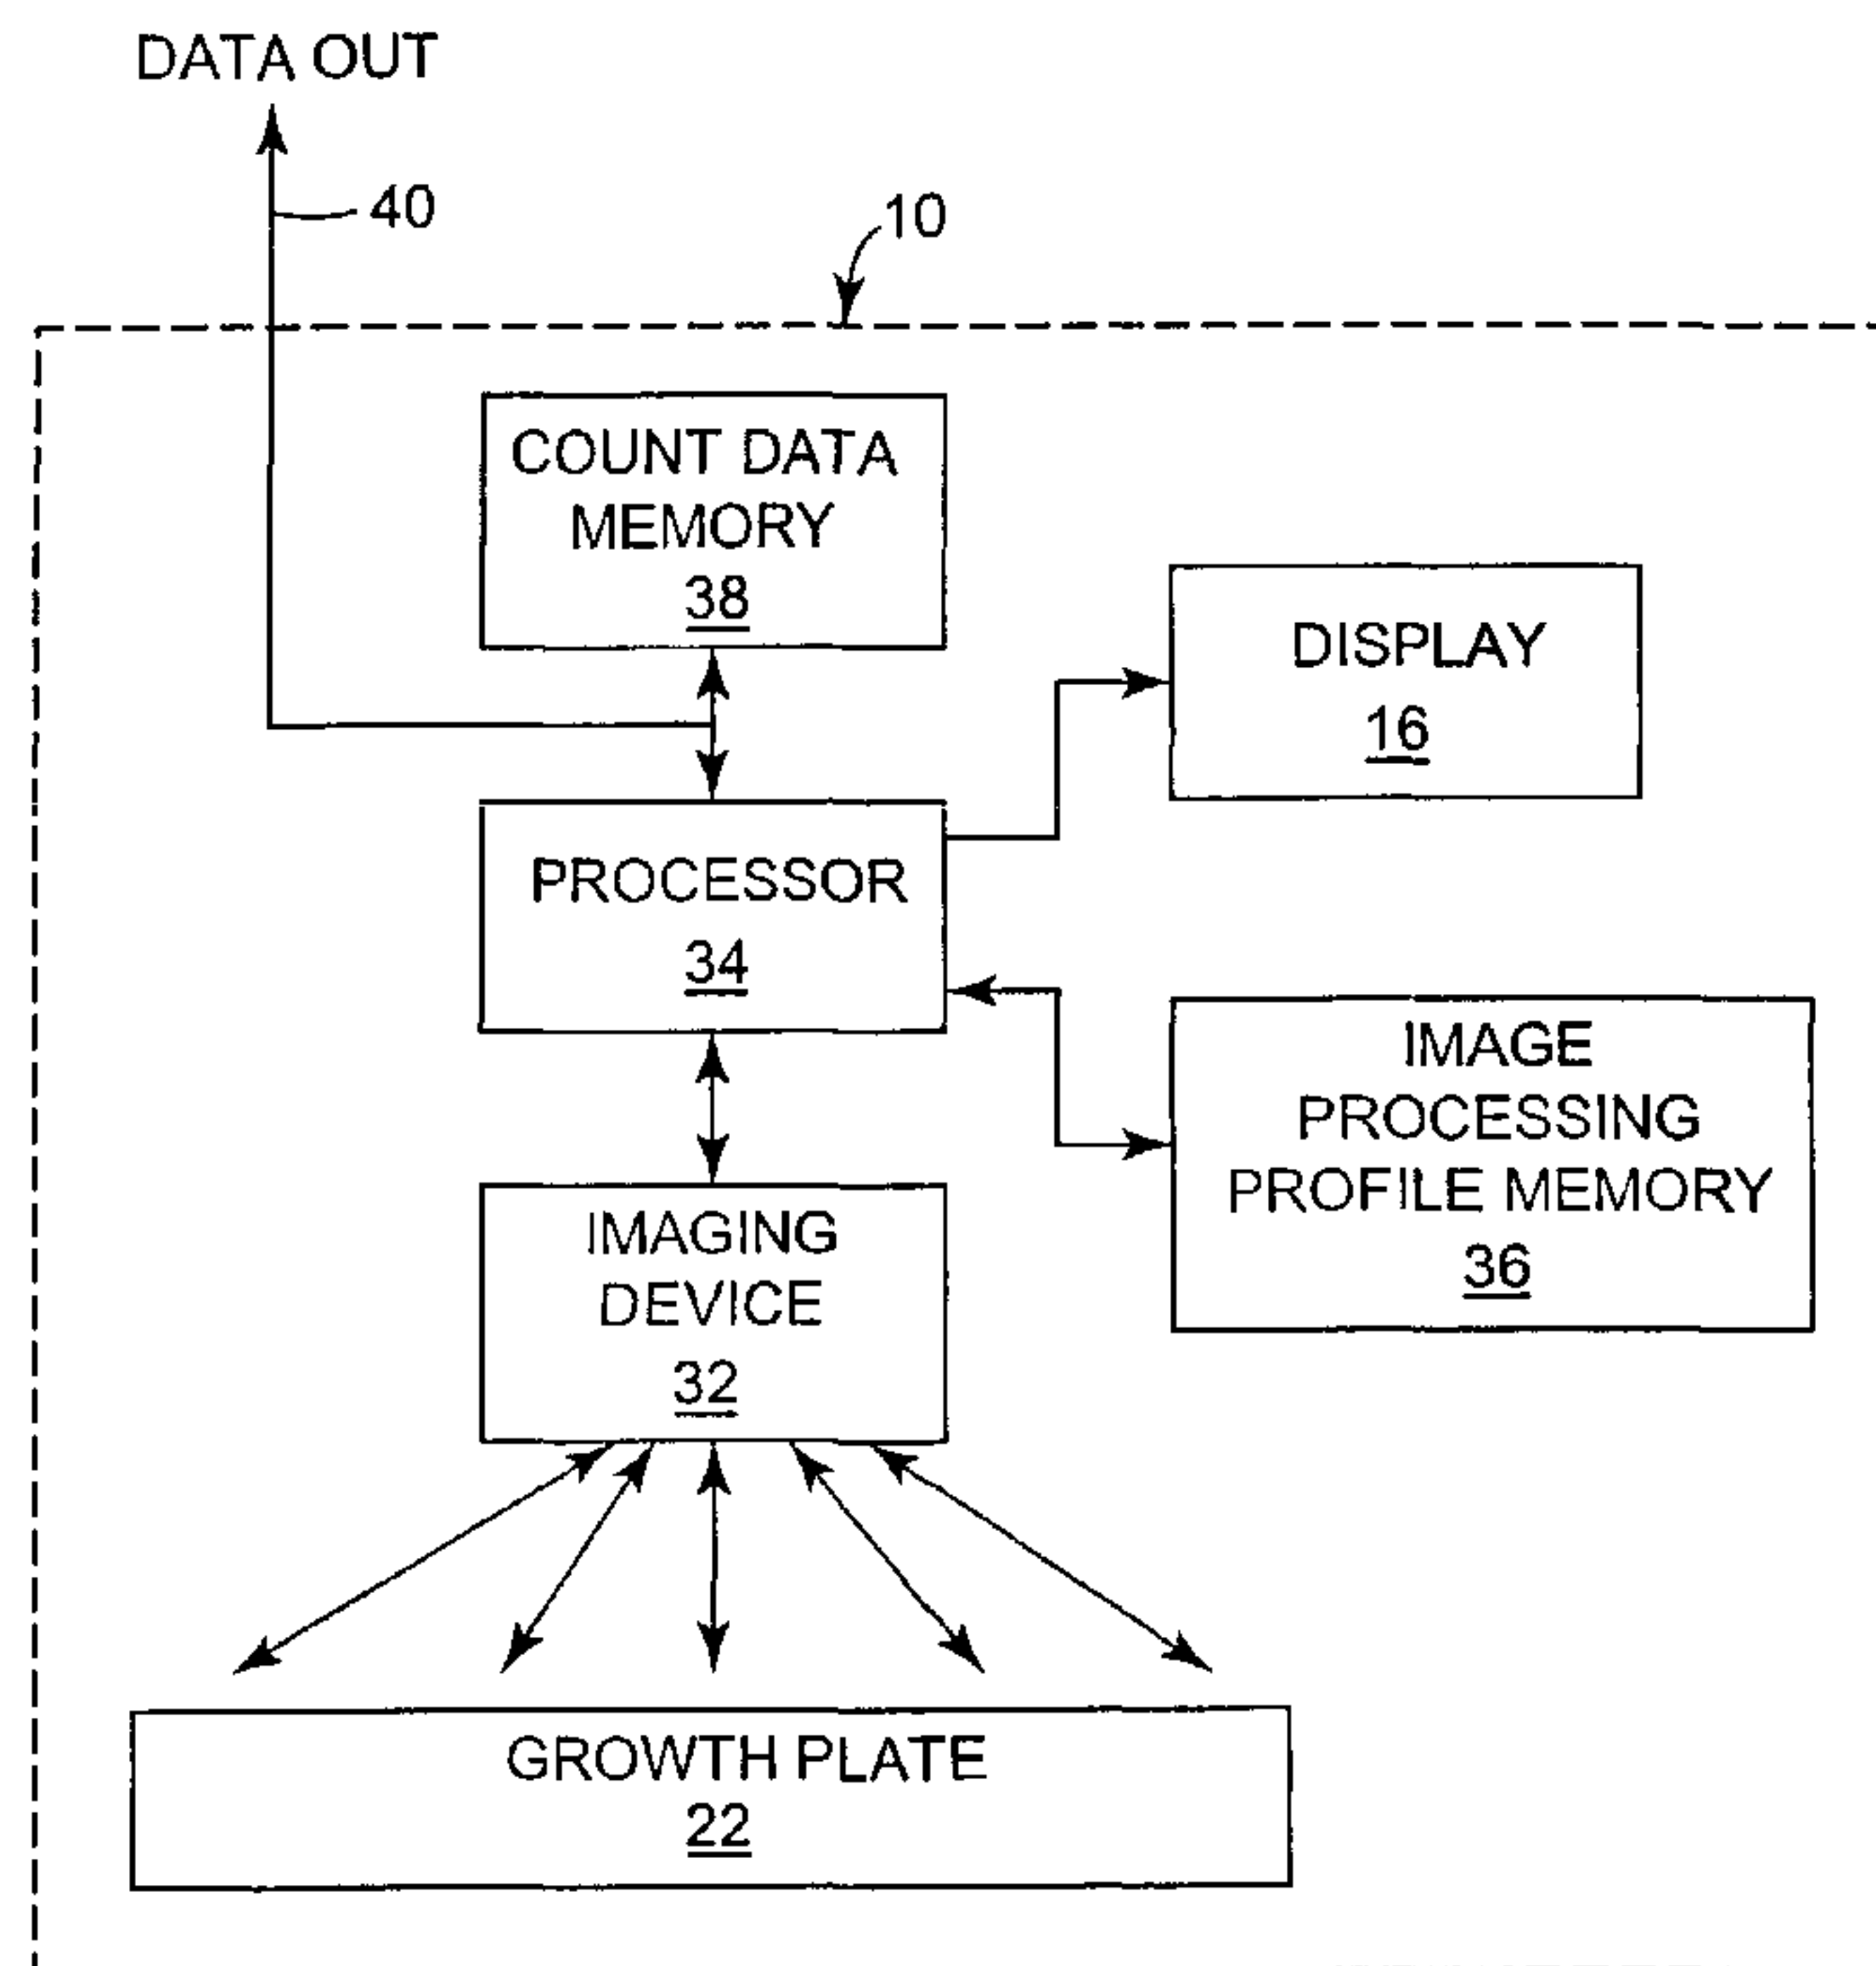 DATA OUT
40
10
COUNT DATA
MEMORY
38
DISPLAY
16
PROCESSOR
34
IMAGE
PROCESSING
PROFILE MEMORY
36
IMAGING
DEVICE
32
GROWTH PLATE
22